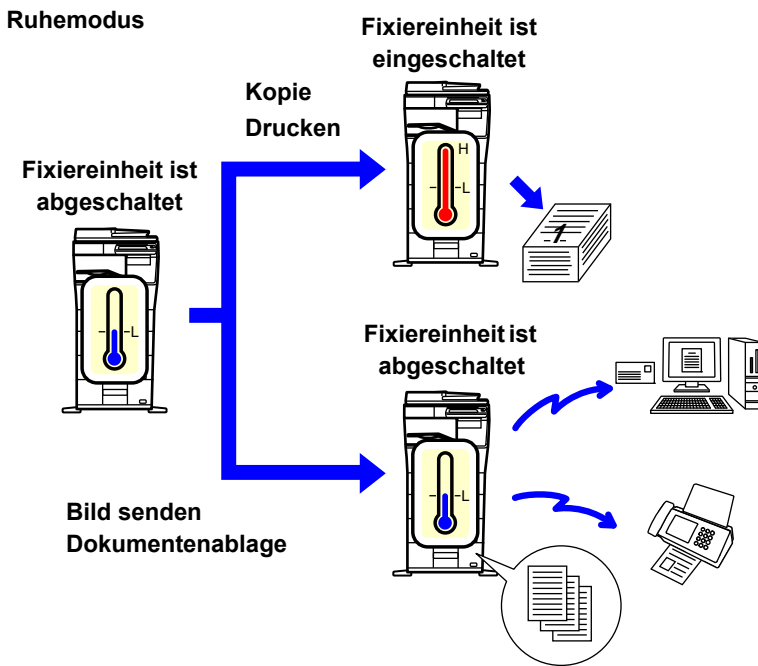 Ruhemodus
Fixiereinheit ist
eingeschaltet
Kopie
Drucken
H
L
1
Fixiereinheit ist
abgeschaltet
L
Fixiereinheit ist
abgeschaltet
L
Bild senden
Dokumentenablage